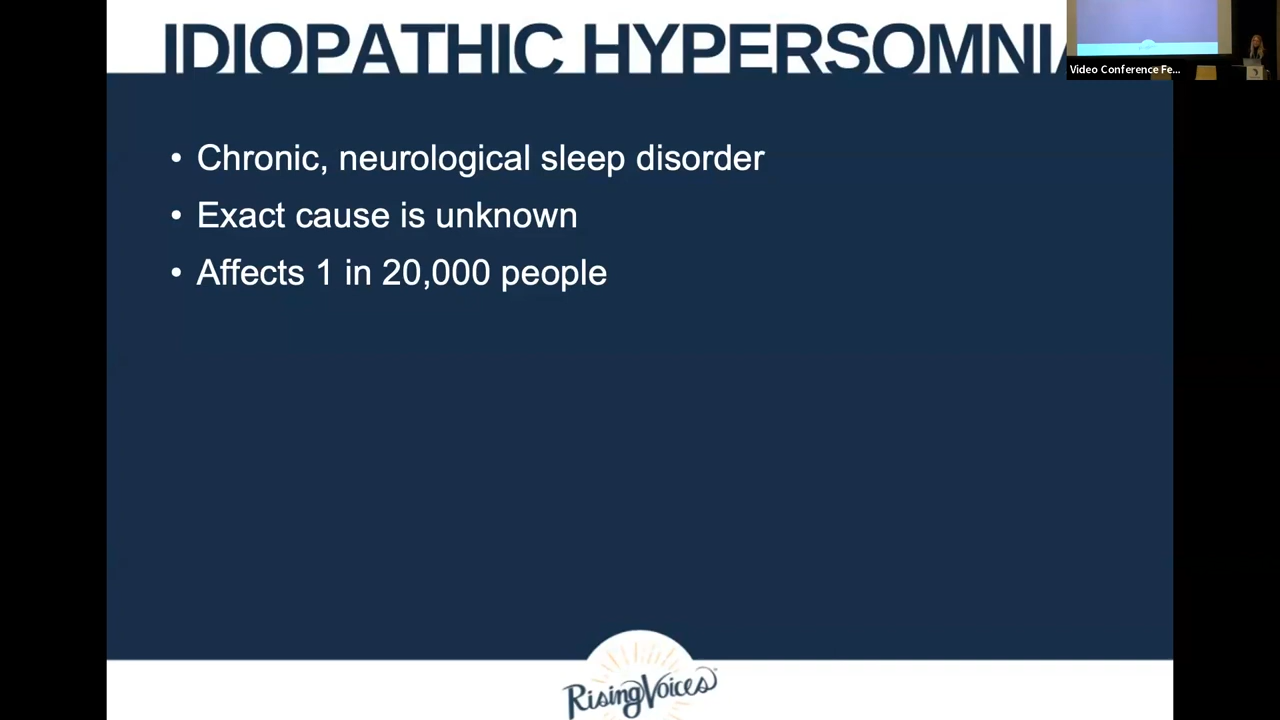 IDIOPATHIC HYPERSOMNIA
Video Conference Fe...
• Chronic, neurological sleep disorder
• Exact cause is unknown
• Affects 1 in 20,000 people
RisingVoices